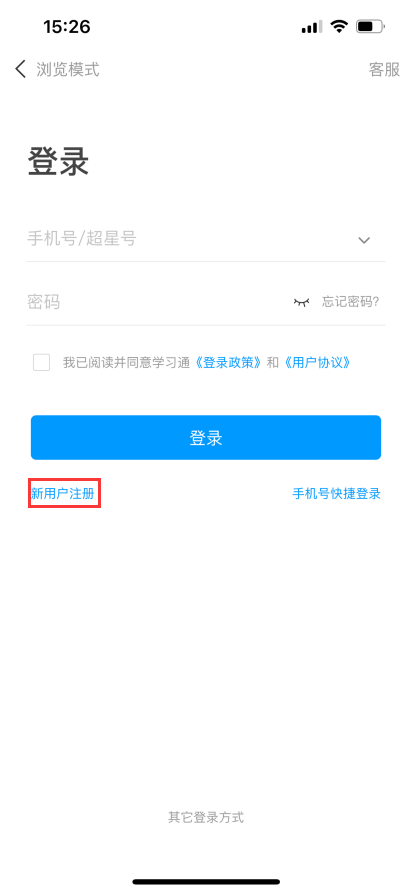 15:26
浏览模式
客服
登录
手机号/超星号
密码
忘记密码?
我已阅读并同意学习通《登录政策》和《用户协议》
登录
新用户注册
手机号快捷登录
其它登录方式